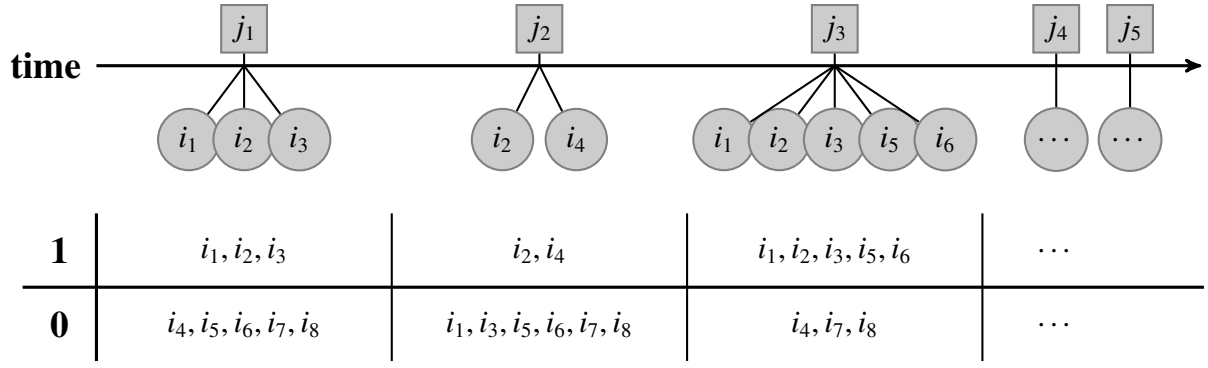 j₁ j₂ j₃ j₄ j₅
time
i₁ i₂ i₃ i₂ i₄ i₁ i₂ i₃ i₅ i₆ ... ...
1 i₁, i₂, i₃ i₂, i₄ i₁, i₂, i₃, i₅, i₆ ...
0 i₄, i₅, i₆, i₇, i₈ i₁, i₃, i₅, i₆, i₇, i₈ i₄, i₇, i₈ ...